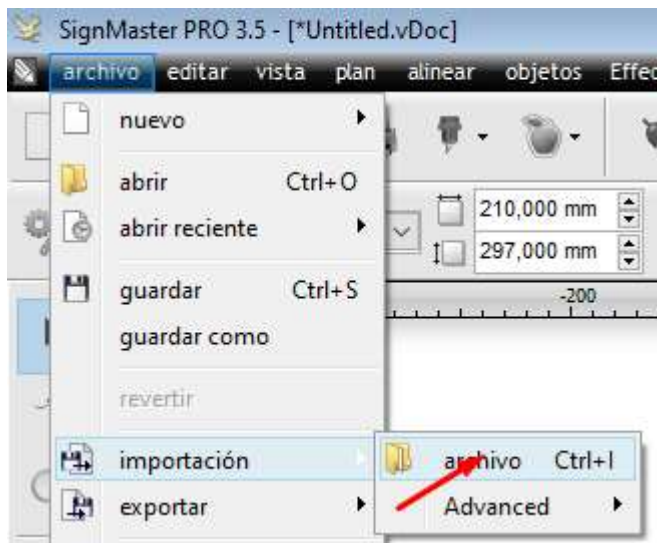 SignMaster PRO 3.5 - [*Untitled.vDoc]
archivo editar vista plan alinear objetos
nuevo
abrir Ctrl+O
abrir reciente
210,000 mm
297,000 mm
guardar Ctrl+S
-200
guardar como
revertir
importación
archivo Ctrl+I
exportar
Advanced